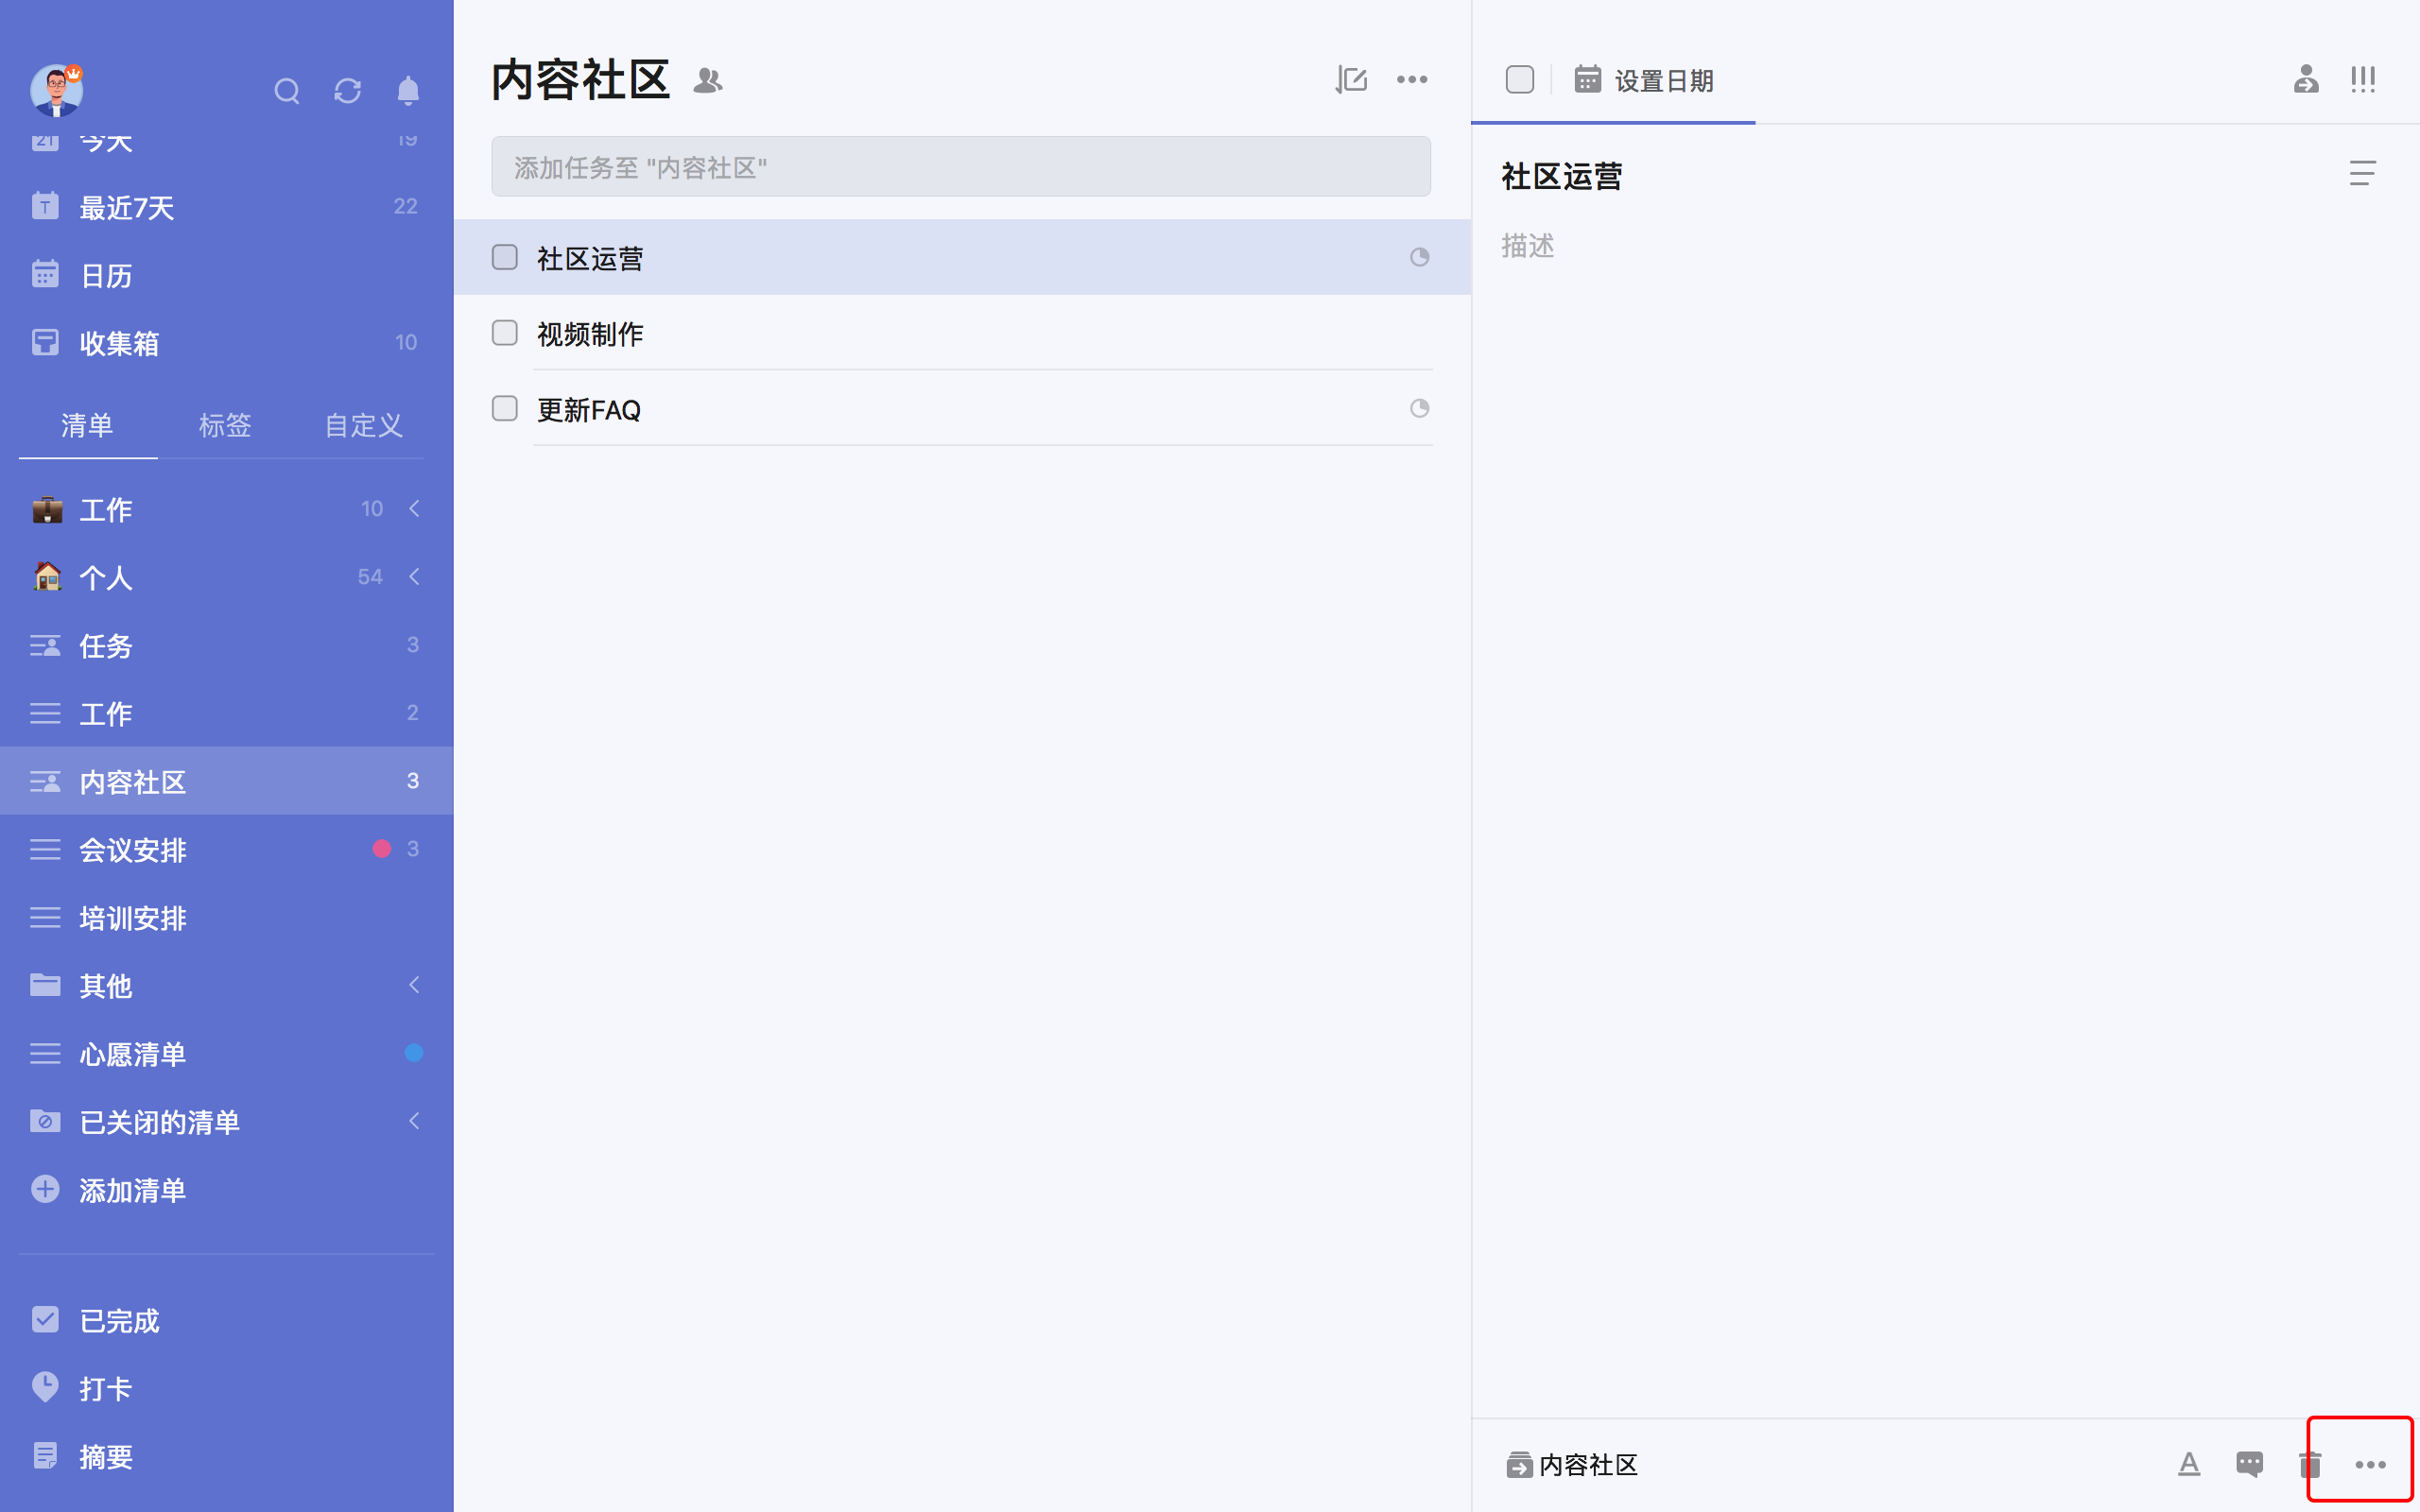 今天 19
最近7天 22
日历
收集箱 10
清单 标签 自定义
工作 10
个人 54
任务 3
工作 2
内容社区 3
会议安排 3
培训安排
其他
心愿清单
已关闭的清单
添加清单
已完成
打卡
摘要
内容社区
添加任务至 "内容社区"
社区运营
视频制作
更新FAQ
设置日期
社区运营
描述
内容社区